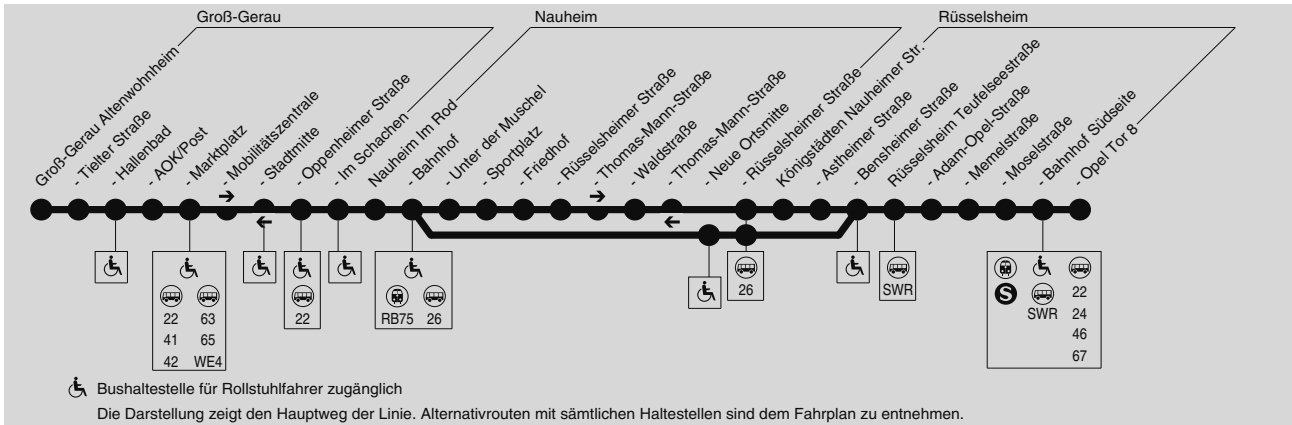 Groß-Gerau
Nauheim
Rüsselsheim
Groß-Gerau Altenwohnheim
- Tielter Straße
- Hallenbad
- AOK/Post
- Marktplatz
- Mobilitätszentrale
- Stadtmitte
- Oppenheimer Straße
- Im Schachen
Nauheim Im Rod
- Bahnhof
- Unter der Muschel
- Sportplatz
- Friedhof
- Rüsselsheimer Straße
- Thomas-Mann-Straße
- Waldstraße
- Thomas-Mann-Straße
- Neue Ortsmitte
- Rüsselsheimer Straße
Königstädten Nauheimer Str.
- Astheimer Straße
- Bensheimer Straße
Rüsselsheim Teufelseestraße
- Adam-Opel-Straße
- Memelstraße
- Moselstraße
- Bahnhof Südseite
- Opel Tor 8
22 63
41 65
42 WE4
22
RB75 26
26
SWR
S
22
SWR 24
46
67
Bushaltestelle für Rollstuhlfahrer zugänglich
Die Darstellung zeigt den Hauptweg der Linie. Alternativrouten mit sämtlichen Haltestellen sind dem Fahrplan zu entnehmen.